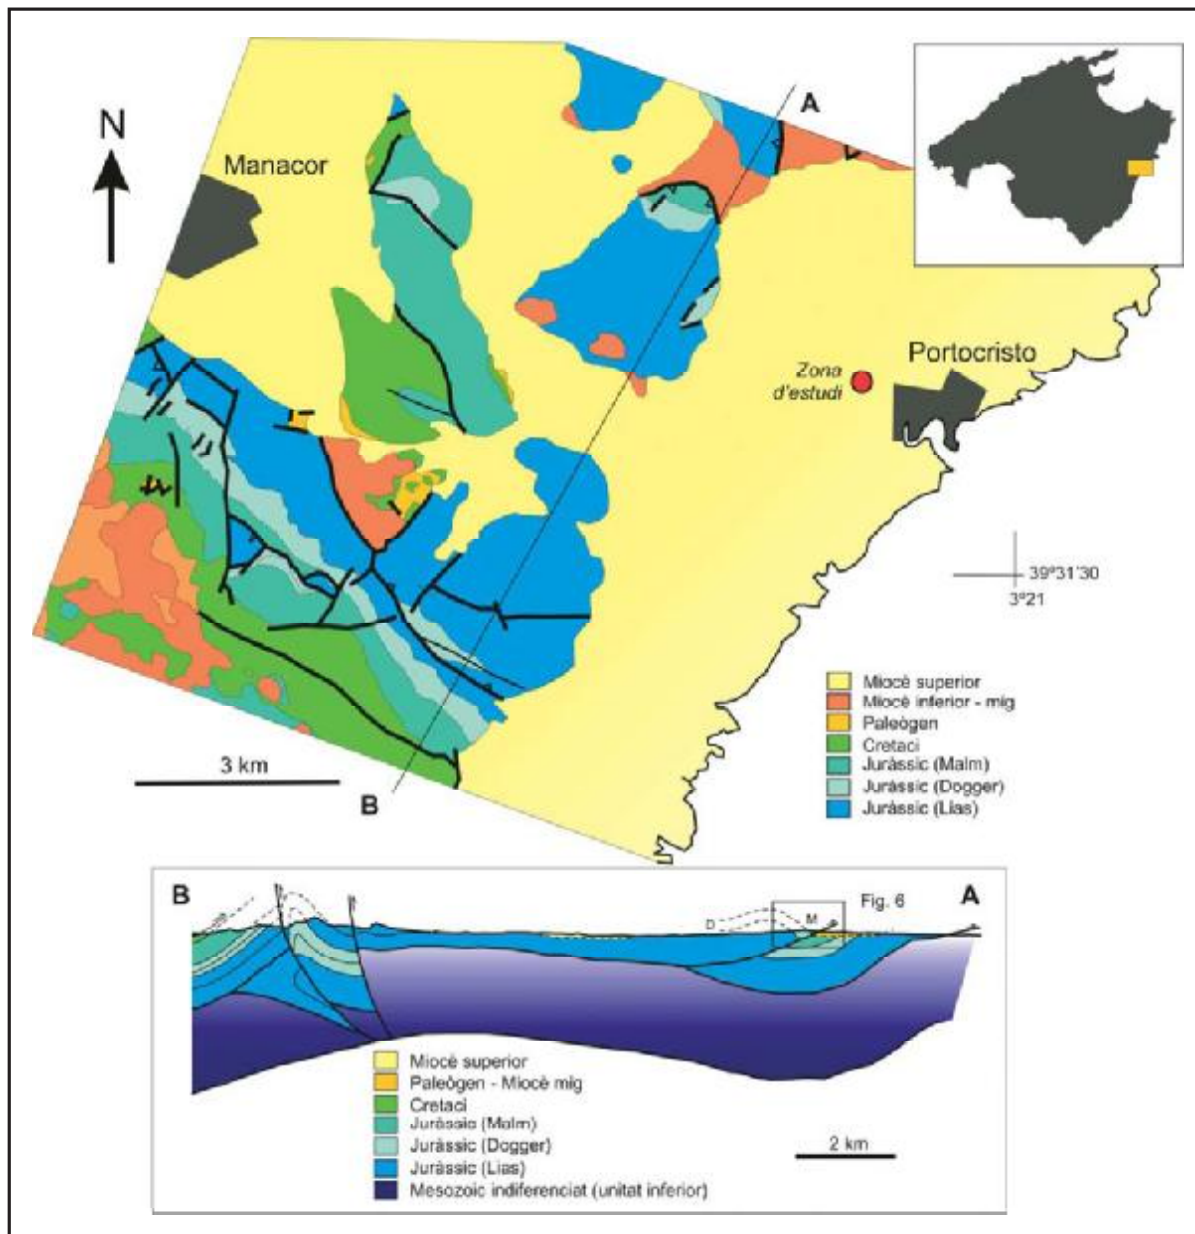 A
N
Manacor
Portocristo
Zona
d'estudi
39º31'30
3º21
Miocè superior
Miocè inferior - mig
Paleògen
Cretaci
Juràssic (Malm)
Juràssic (Dogger)
Juràssic (Lias)
3 km
B
B
A
Fig. 6
D
M
Miocè superior
Paleògen - Miocè mig
Cretaci
Juràssic (Malm)
Juràssic (Dogger)
Juràssic (Lias)
Mesozoic indiferenciat (unitat inferior)
2 km